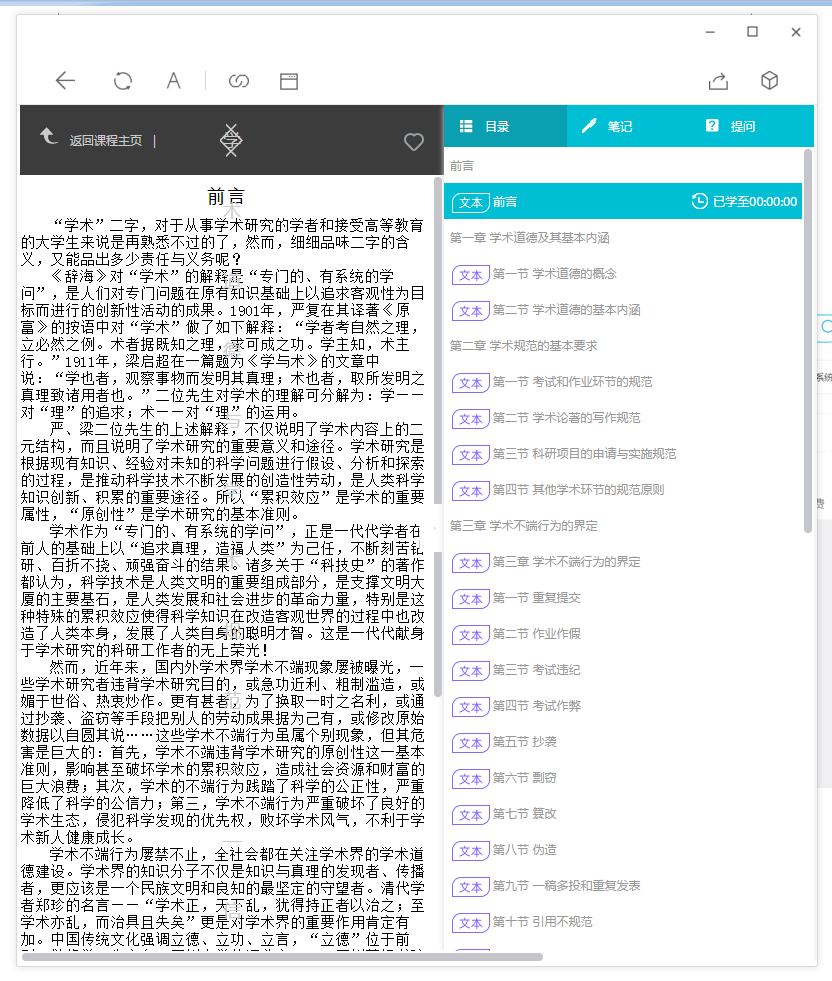 返回课程主页 |
目录
笔记
提问
前言
“学术”二字，对于从事学术研究的学者和接受高等教育
的大学生来说是再熟悉不过的了，然而，细细品味二字的含
义，又能品出多少责任与义务呢？
《辞海》对“学术”的解释是“专门的、有系统的学
问”，是人们对专门问题在原有知识基础上以追求客观性为目
标而进行的创新性活动的成果。1901年，严复在其译著《原
富》的按语中对“学术”做了如下解释：“学者考自然之理，
立必然之例。术者据既知之理，求可成之功。学主知，术主
行。”1911年，梁启超在一篇题为《学与术》的文章中
说：“学也者，观察事物而发明其真理；术也者，取所发明之
真理致诸用者也。”二位先生对学术的理解可分解为：学——
对“理”的追求；术——对“理”的运用。
严、梁二位先生的上述解释，不仅说明了学术内容上的二
元结构，而且说明了学术研究的重要意义和途径。学术研究是
根据现有知识、经验对未知的科学问题进行假设、分析和探索
的过程，是推动科学技术不断发展的创造性劳动，是人类科学
知识创新、积累的重要途径。所以“累积效应”是学术的重要
属性，“原创性”是学术研究的基本准则。
学术作为“专门的、有系统的学问”，正是一代代学者在
前人的基础上以“追求真理，造福人类”为己任，不断刻苦钻
研、百折不挠、顽强奋斗的结果。诸多关于“科技史”的著作
都认为，科学技术是人类文明的重要组成部分，是支撑文明大
厦的主要基石，是人类发展和社会进步的革命力量，特别是这
种特殊的累积效应使得科学知识在改造客观世界的过程中也改
造了人类本身，发展了人类自身的聪明才智。这是一代代献身
于学术研究的科研工作者的无上荣光！
然而，近年来，国内外学术界学术不端现象屡被曝光，一
些学术研究者违背学术研究目的，或急功近利、粗制滥造，或
媚于世俗、热衷炒作。更有甚者，为了换取一时之名利，或通
过抄袭、盗窃等手段把别人的劳动成果据为己有，或修改原始
数据以自圆其说……这些学术不端行为虽属个别现象，但其危
害是巨大的：首先，学术不端违背学术研究的原创性这一基本
准则，影响甚至破坏学术的累积效应，造成社会资源和财富的
巨大浪费；其次，学术的不端行为践踏了科学的公正性，严重
降低了科学的公信力；第三，学术不端行为严重破坏了良好的
学术生态，侵犯科学发现的优先权，败坏学术风气，不利于学
术新人健康成长。
学术不端行为屡禁不止，全社会都在关注学术界的学术道
德建设。学术界的知识分子不仅是知识与真理的发现者、传播
者，更应该是一个民族文明和良知的最坚定的守望者。清代学
者郑珍的名言——“学术正，天下乱，犹得持正者以治之；至
学术亦乱，而治具且失矣”更是对学术界的重要作用肯定有
加。中国传统文化强调立德、立功、立言，“立德”位于前
前言
文本 前言 已学至00:00:00
第一章 学术道德及其基本内涵
文本 第一节 学术道德的概念
文本 第二节 学术道德的基本内涵
第二章 学术规范的基本要求
文本 第一节 考试和作业环节的规范
文本 第二节 学术论著的写作规范
文本 第三节 科研项目的申请与实施规范
文本 第四节 其他学术环节的规范原则
第三章 学术不端行为的界定
文本 第三章 学术不端行为的界定
文本 第一节 重复提交
文本 第二节 作业作假
文本 第三节 考试违纪
文本 第四节 考试作弊
文本 第五节 抄袭
文本 第六节 剽窃
文本 第七节 篡改
文本 第八节 伪造
文本 第九节 一稿多投和重复发表
文本 第十节 引用不规范
系统
费